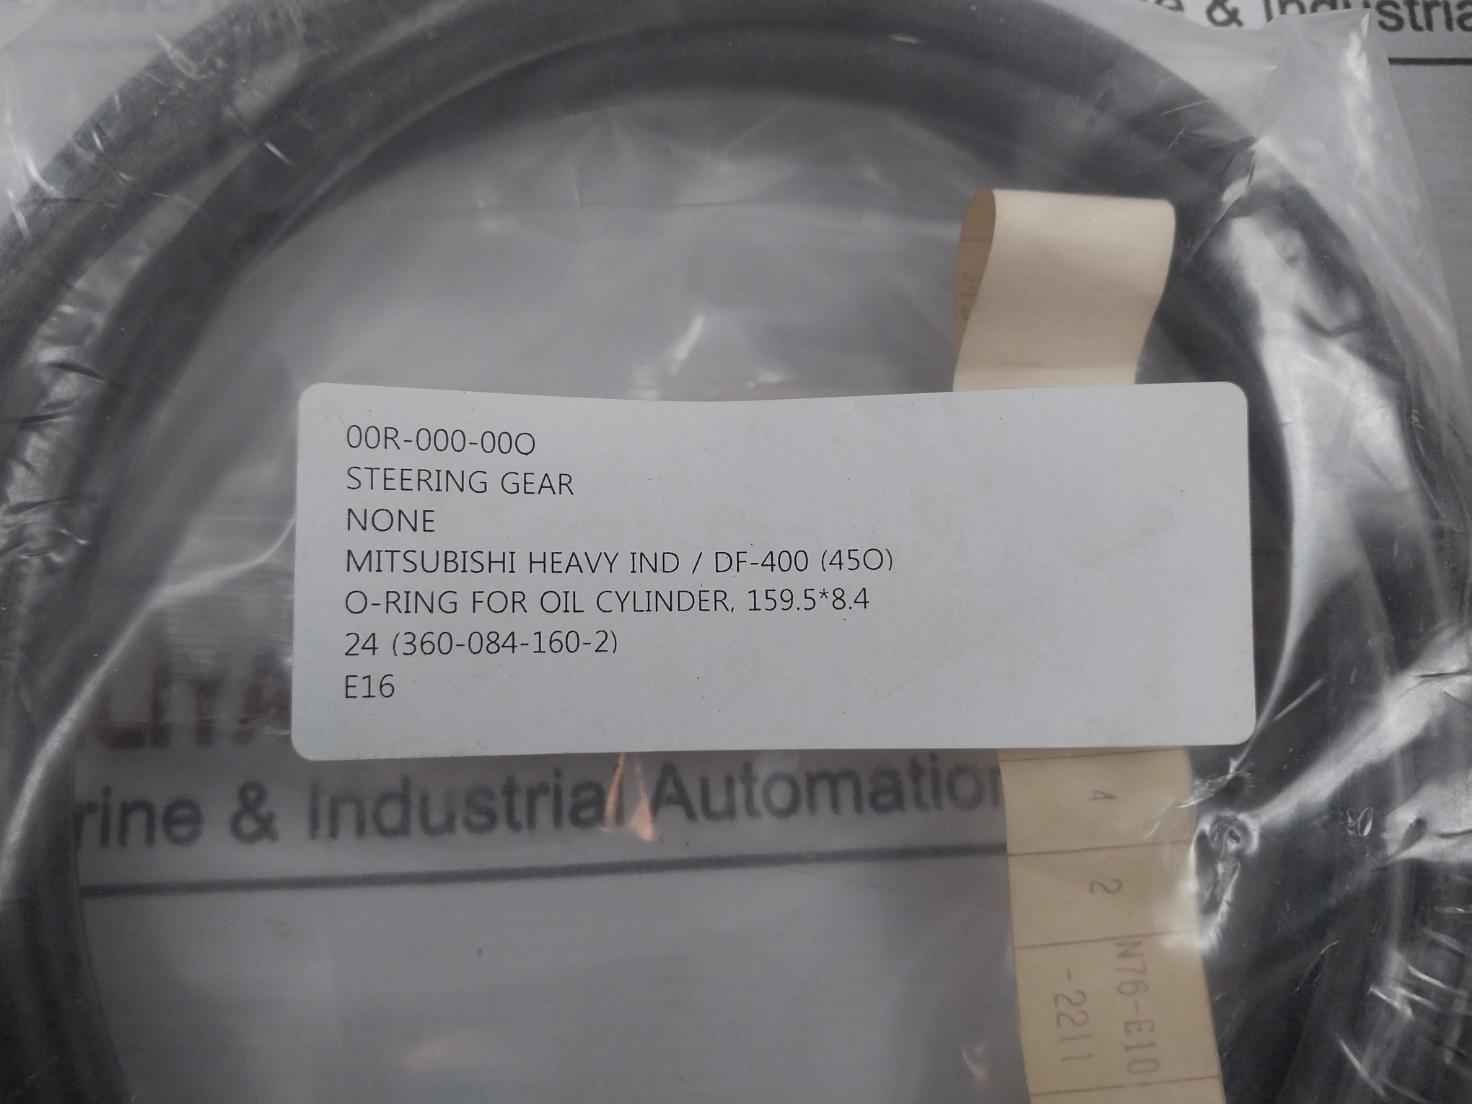 & Industria
00R-000-00O
STEERING GEAR
NONE
MITSUBISHI HEAVY IND / DF-400 (45O)
O-RING FOR OIL CYLINDER, 159.5*8.4
24 (360-084-160-2)
E16
rine & Industrial Automation
4
2
N76-E10
-2211